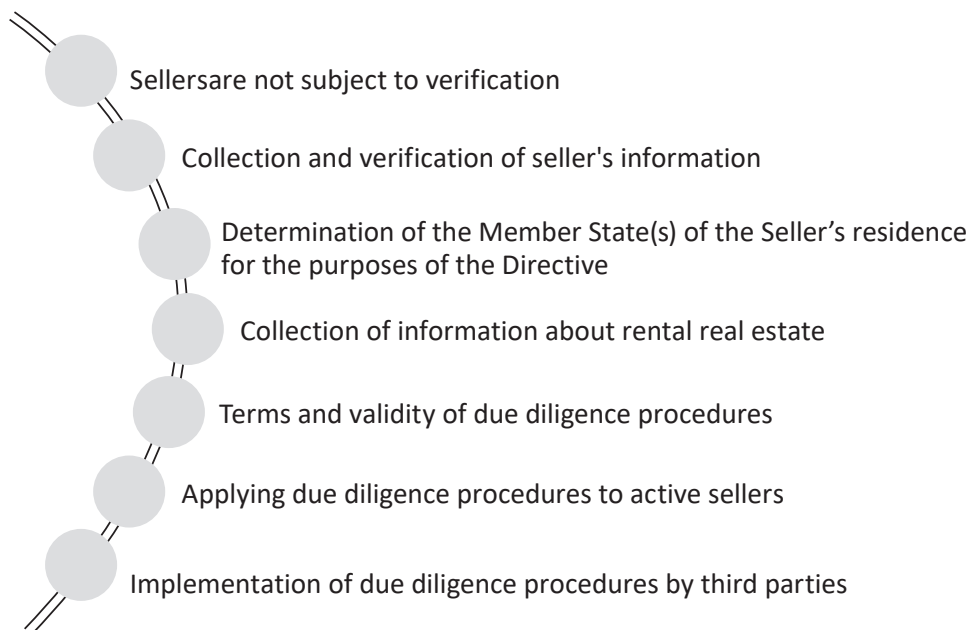 Sellersare not subject to verification
Collection and verification of seller's information
Determination of the Member State(s) of the Seller’s residence
for the purposes of the Directive
Collection of information about rental real estate
Terms and validity of due diligence procedures
Applying due diligence procedures to active sellers
Implementation of due diligence procedures by third parties